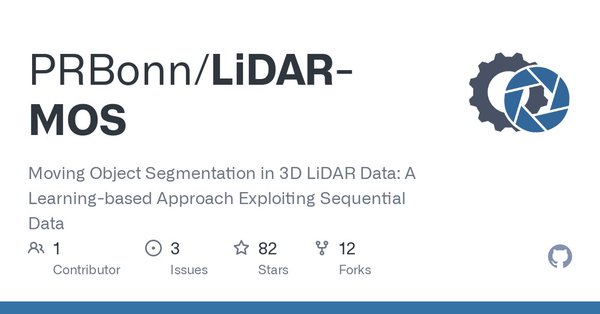 PRBonn/LiDAR-
MOS
Moving Object Segmentation in 3D LiDAR Data: A
Learning-based Approach Exploiting Sequential
Data
1 3 82 12
Contributor Issues Stars Forks